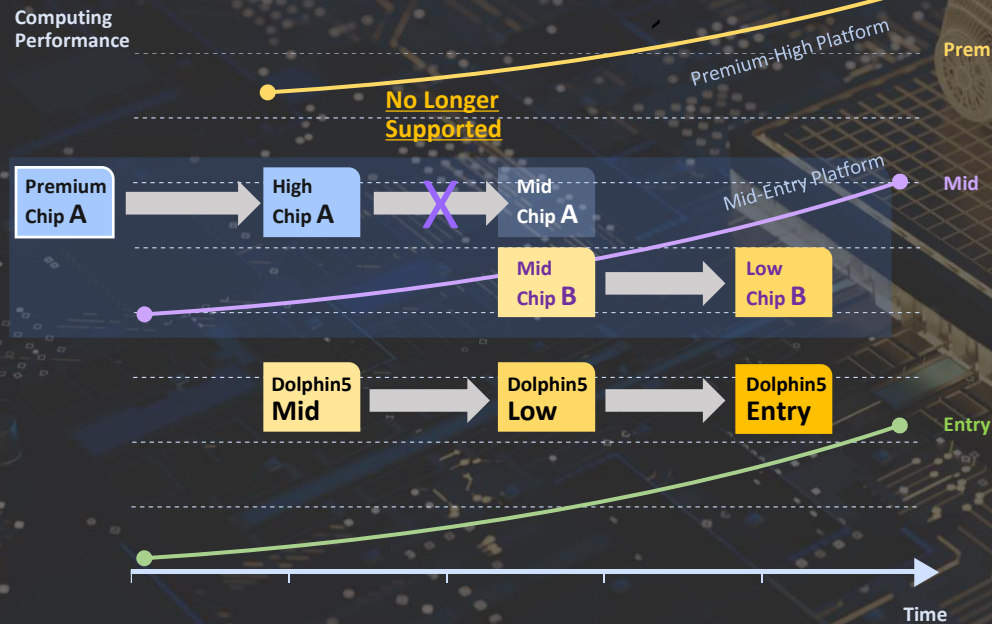 Computing
Performance
Premium-High Platform
Prem
No Longer
Supported
Premium
Chip A
High
Chip A
X
Mid
Chip A
Mid-Entry Platform
Mid
Mid
Chip B
Low
Chip B
Dolphin5
Mid
Dolphin5
Low
Dolphin5
Entry
Entry
Time